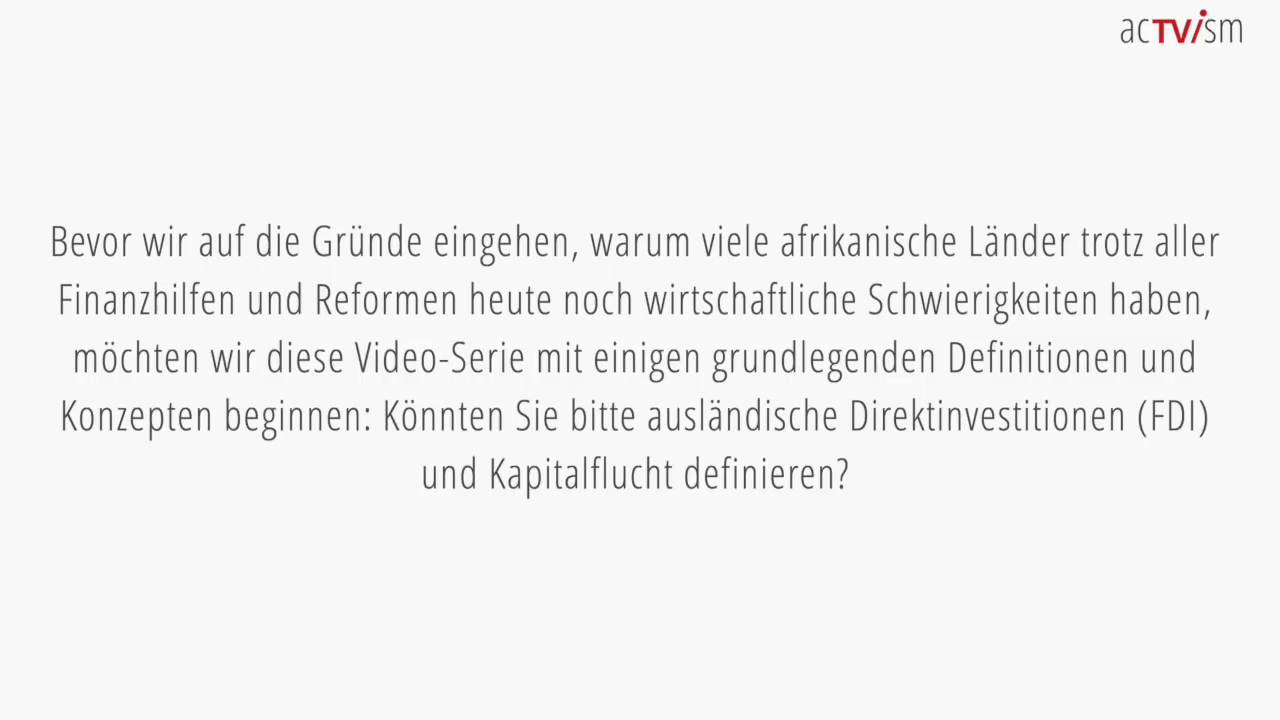 acTVism
Bevor wir auf die Gründe eingehen, warum viele afrikanische Länder trotz aller
Finanzhilfen und Reformen heute noch wirtschaftliche Schwierigkeiten haben,
möchten wir diese Video-Serie mit einigen grundlegenden Definitionen und
Konzepten beginnen: Könnten Sie bitte ausländische Direktinvestitionen (FDI)
und Kapitalflucht definieren?